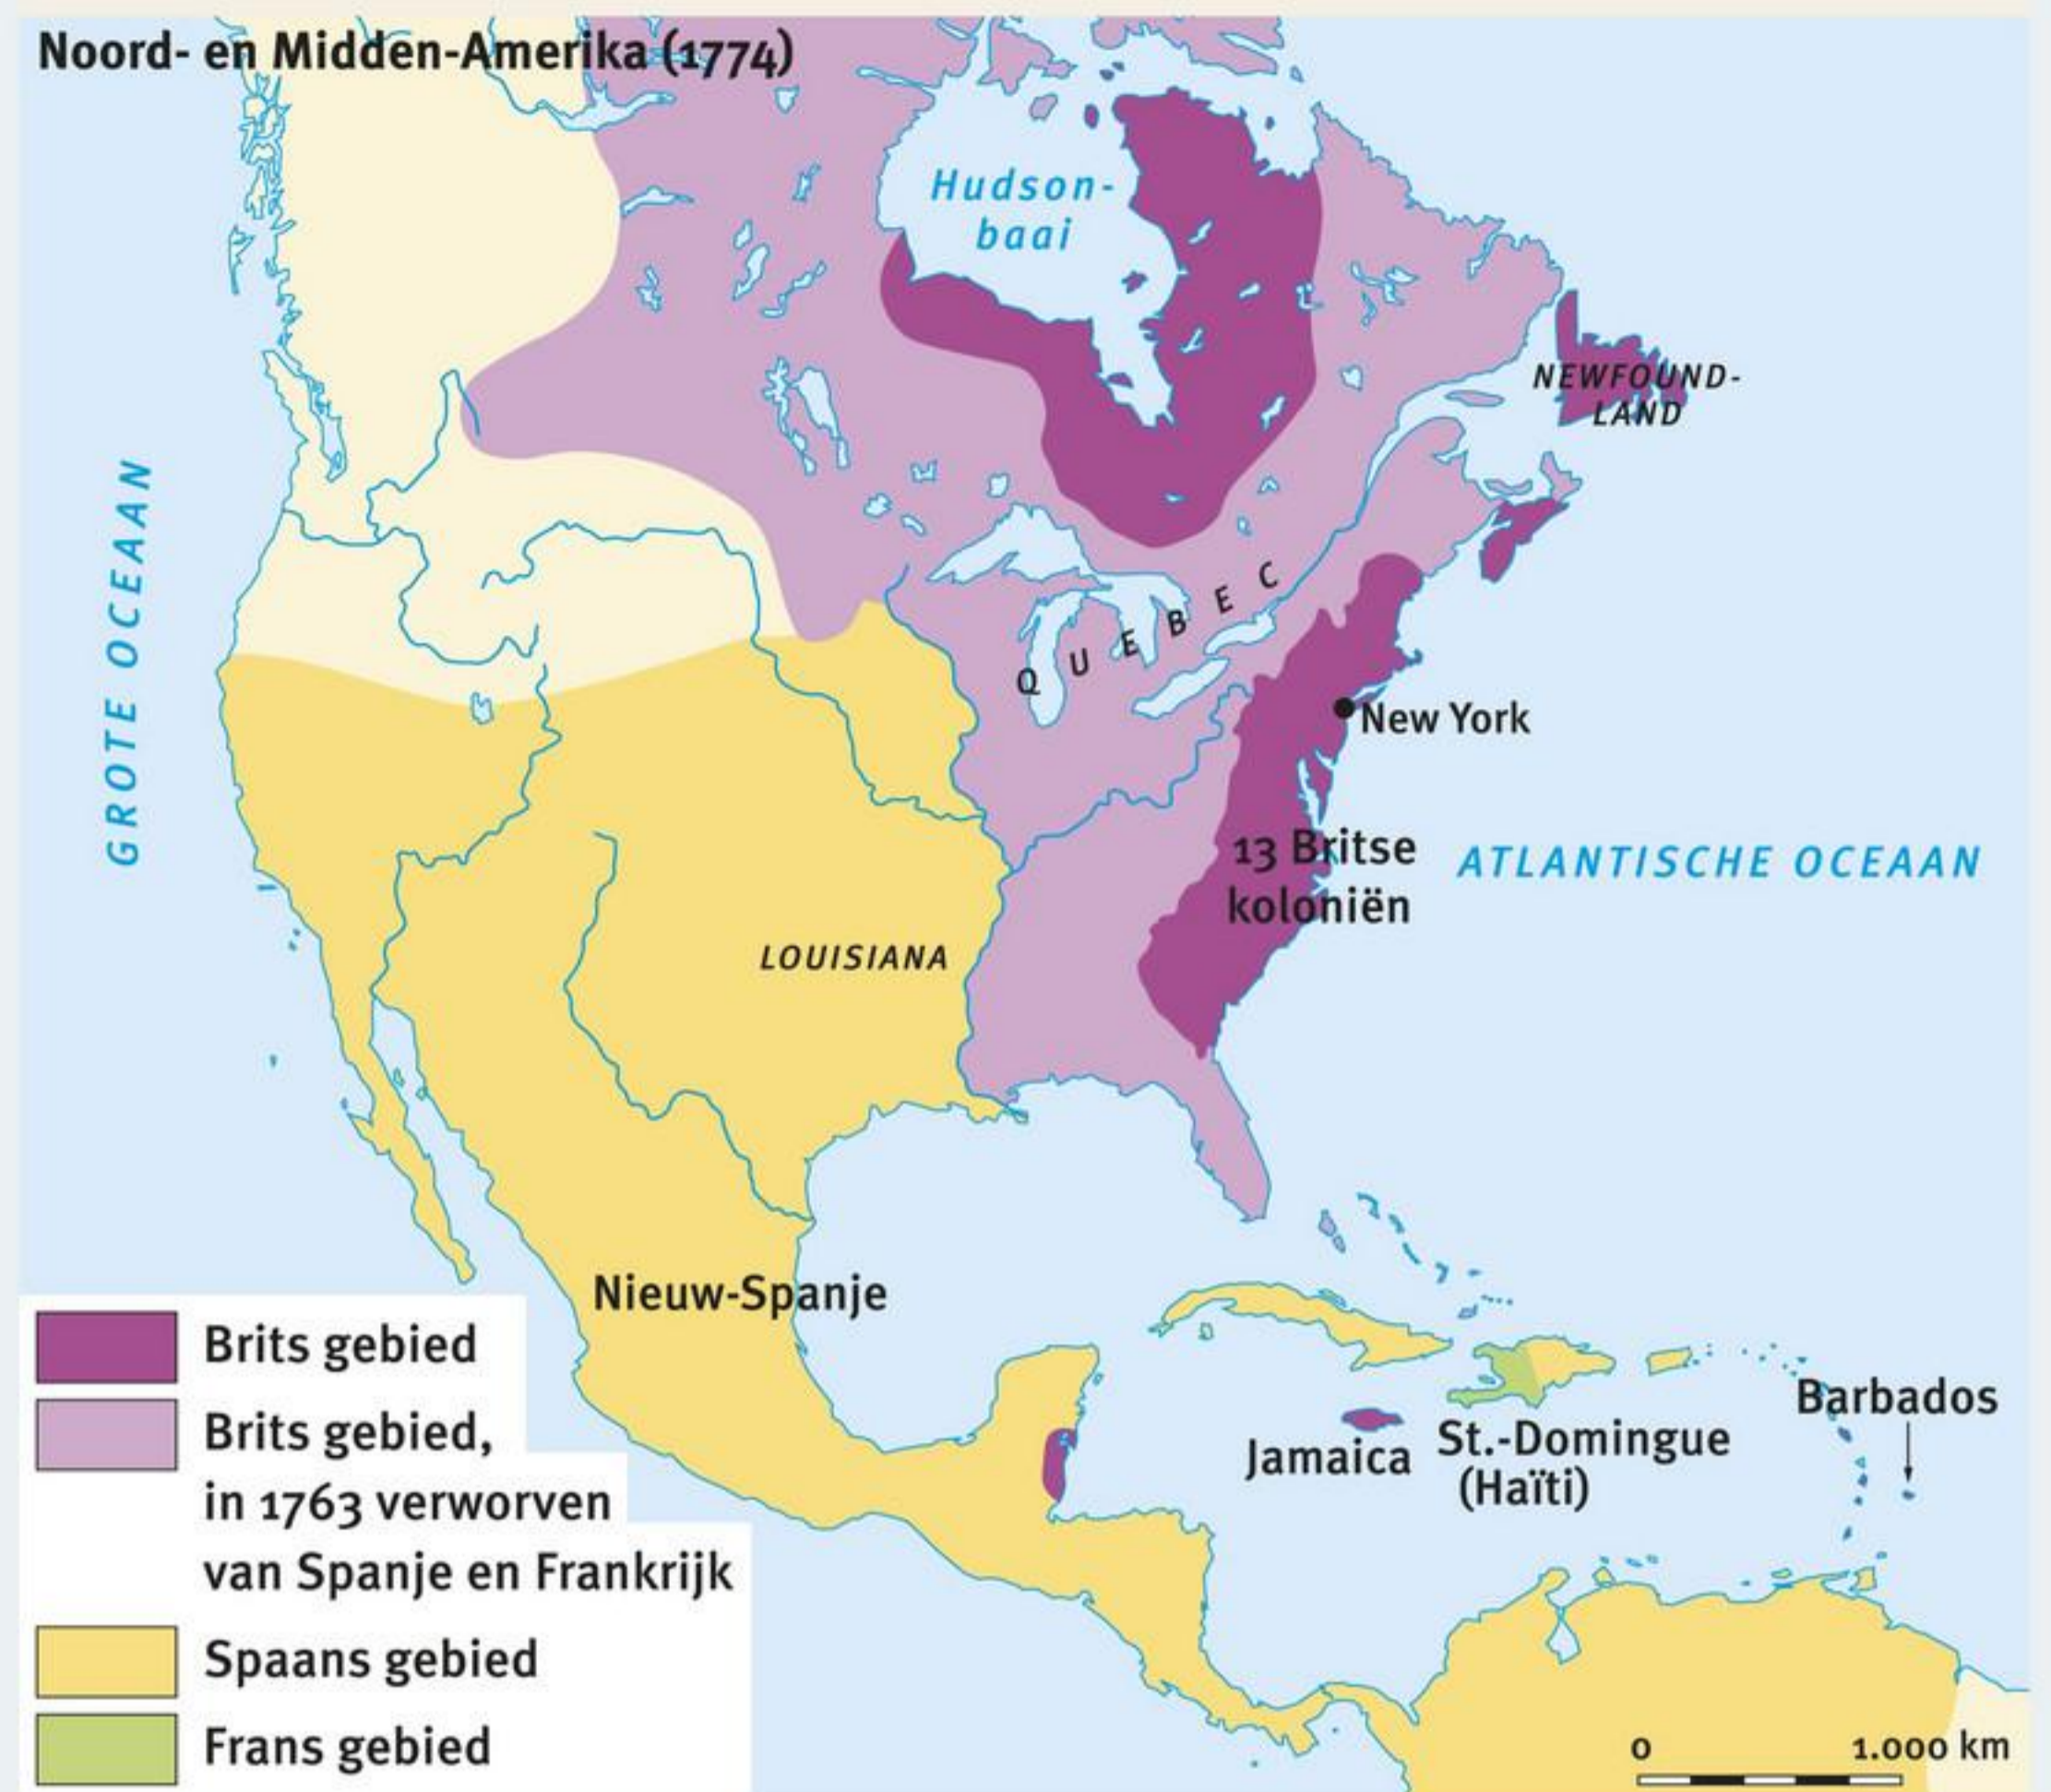 Noord- en Midden-Amerika (1774)
Hudson-
baai
NEWFOUND-
LAND
GROTE OCEAAN
QUEBEC
New York
13 Britse
koloniën
ATLANTISCHE OCEAAN
LOUISIANA
Nieuw-Spanje
Barbados
Jamaica
St.-Domingue
(Haïti)
Brits gebied
Brits gebied,
in 1763 verworven
van Spanje en Frankrijk
Spaans gebied
Frans gebied
0 1.000 km